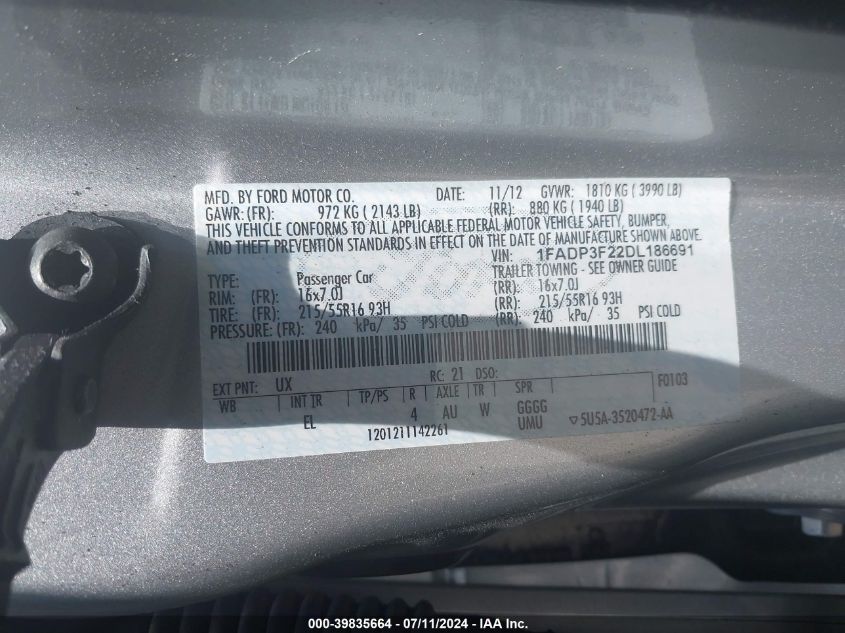 MFD. BY FORD MOTOR CO. DATE: 11/12 GVWR: 1810 KG ( 3990 LB)
GAWR: (FR): 972 KG ( 2143 LB) (RR): 880 KG ( 1940 LB)
THIS VEHICLE CONFORMS TO ALL APPLICABLE FEDERAL MOTOR VEHICLE SAFETY, BUMPER,
AND THEFT PREVENTION STANDARDS IN EFFECT ON THE DATE OF MANUFACTURE SHOWN ABOVE.
VIN: 1FADP3F22DL186691
TYPE: Passenger Car TRAILER TOWING - SEE OWNER GUIDE
RIM: (FR): 16x7.0J (RR): 16x7.0J
TIRE: (FR): 215/55R16 93H (RR): 215/55R16 93H
PRESSURE: (FR): 240 kPa/ 35 PSI COLD (RR): 240 kPa/ 35 PSI COLD
EXT PNT: UX RC: 21 DSO: F0103
WB INT TR TP/PS R AXLE TR SPR
EL 4 AU W GGGG
UMU ▽5U5A-3520472-AA
1201211142261
000-39835664 - 07/11/2024 - IAA Inc.